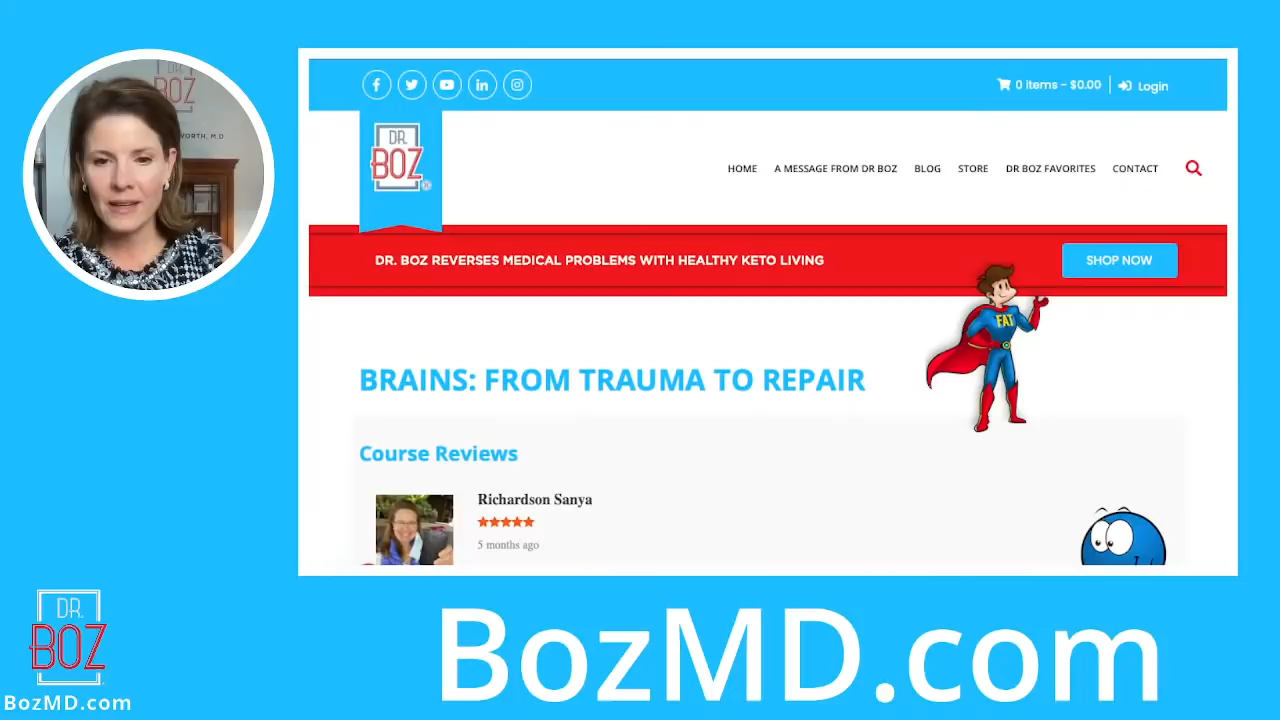 DR.
BOZ
WORTH, M.D
0 items - $0.00
Login
DR.
BOZ
HOME
A MESSAGE FROM DR BOZ
BLOG
STORE
DR BOZ FAVORITES
CONTACT
DR. BOZ REVERSES MEDICAL PROBLEMS WITH HEALTHY KETO LIVING
SHOP NOW
FAT
BRAINS: FROM TRAUMA TO REPAIR
Course Reviews
Richardson Sanya
5 months ago
DR.
BOZ
BozMD.com
BozMD.com